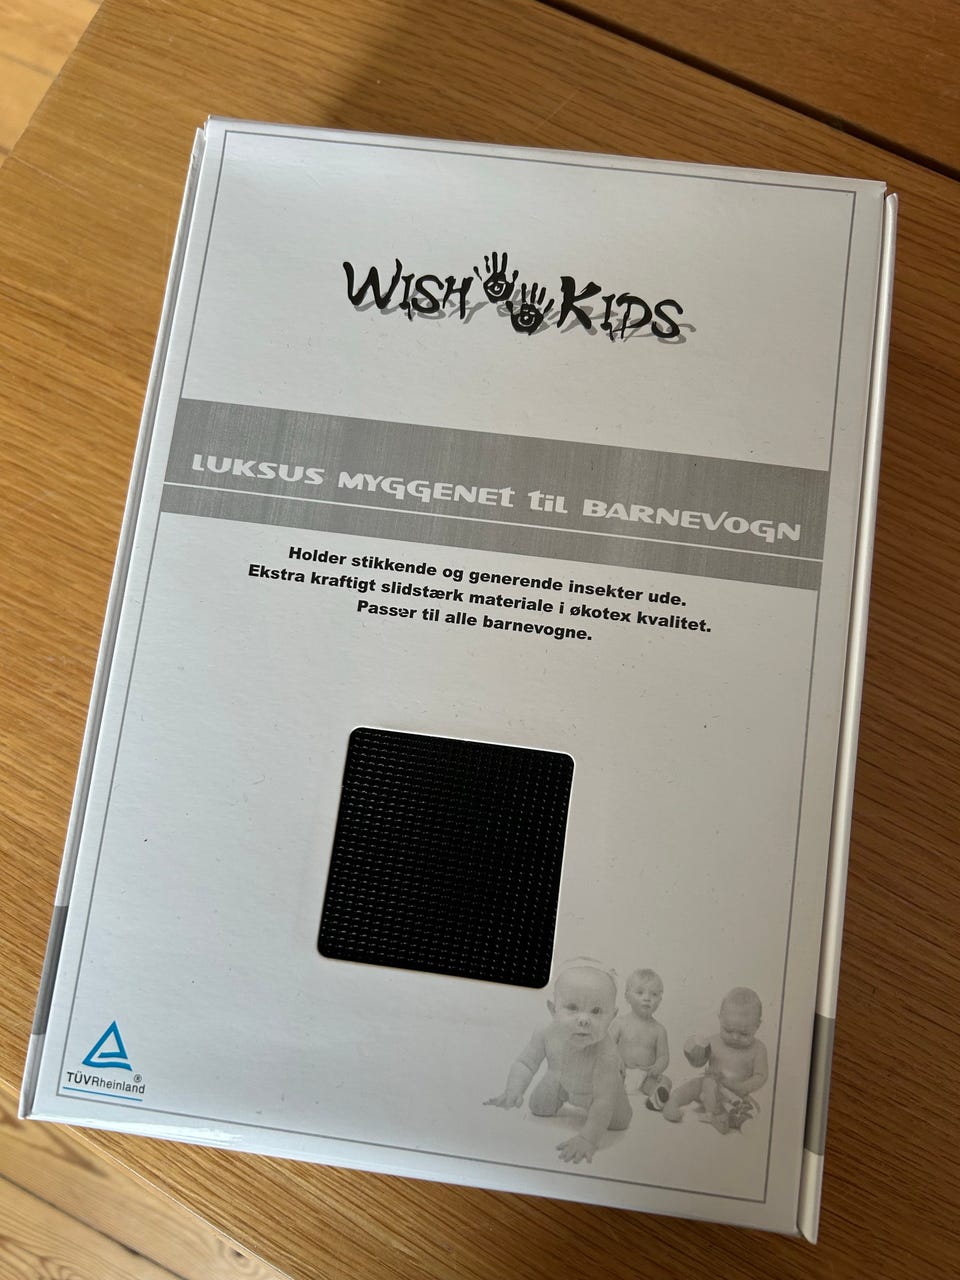 WISH KIDS
LUKSUS MYGGENET til BARNEVOGN
Holder stikkende og generende insekter ude.
Ekstra kraftigt slidstærk materiale i økotex kvalitet.
Passer til alle barnevogne.
TÜVRheinland®